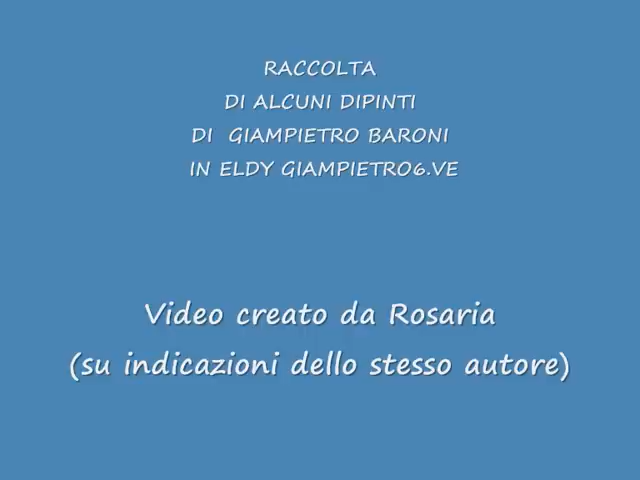 RACCOLTA
DI ALCUNI DIPINTI
DI GIAMPIETRO BARONI
IN ELDY GIAMPIETRO6.VE
Video creato da Rosaria
(su indicazioni dello stesso autore)